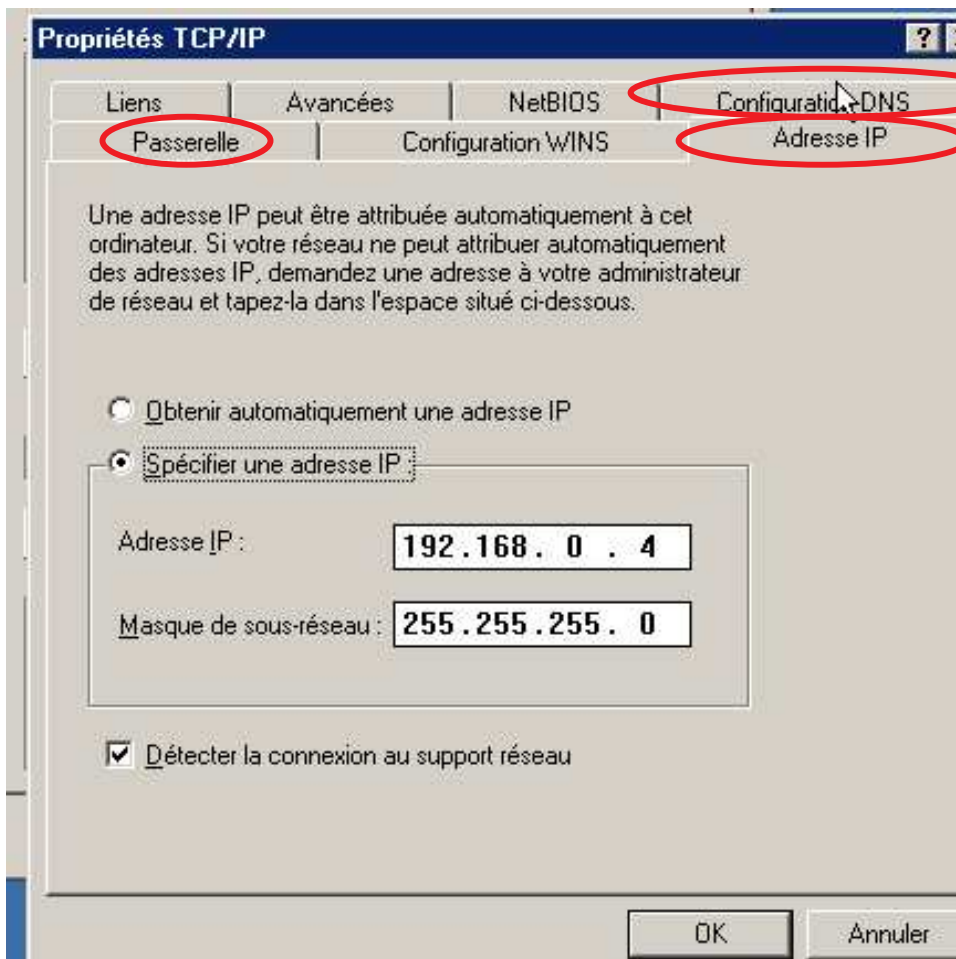 Propriétés TCP/IP
?
Liens Avancées NetBIOS Configuration DNS
Passerelle Configuration WINS Adresse IP
Une adresse IP peut être attribuée automatiquement à cet
ordinateur. Si votre réseau ne peut attribuer automatiquement
des adresses IP, demandez une adresse à votre administrateur
de réseau et tapez-la dans l'espace situé ci-dessous.
Obtenir automatiquement une adresse IP
Spécifier une adresse IP :
Adresse IP : 192.168. 0 . 4
Masque de sous-réseau : 255.255.255. 0
Détecter la connexion au support réseau
OK Annuler